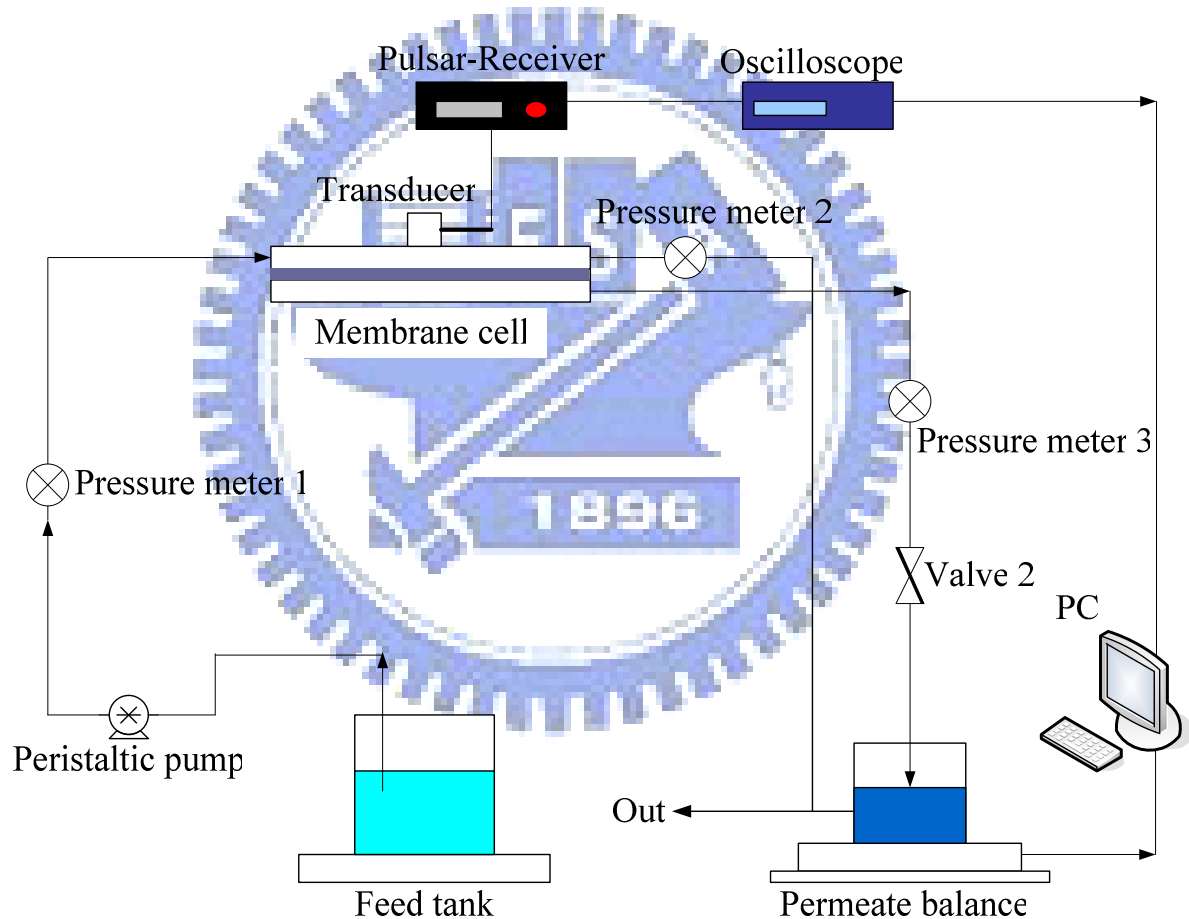 Pulsar-Receiver
Oscilloscope
Transducer
Pressure meter 2
Membrane cell
Pressure meter 3
Pressure meter 1
1896
Valve 2
PC
Peristaltic pump
Out
Feed tank
Permeate balance